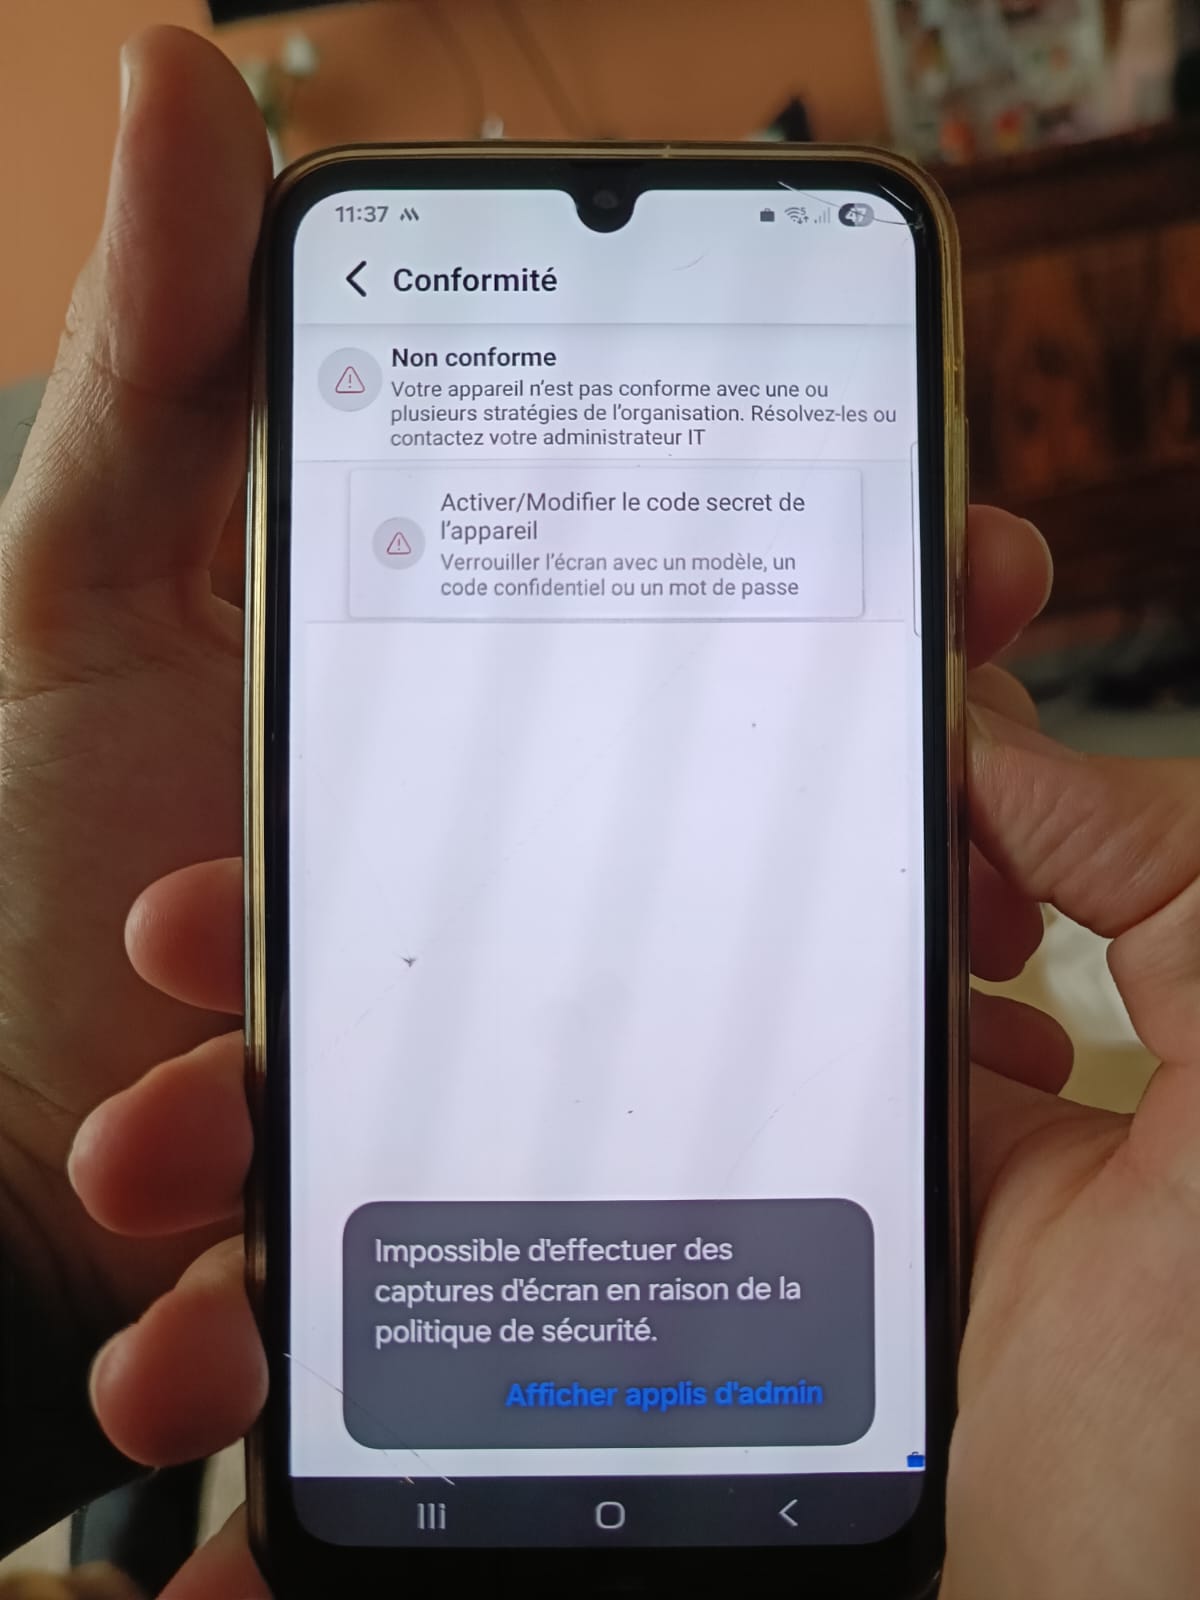 11:37
47
Conformité
Non conforme
Votre appareil n'est pas conforme avec une ou
plusieurs stratégies de l'organisation. Résolvez-les ou
contactez votre administrateur IT
Activer/Modifier le code secret de
l'appareil
Verrouiller l'écran avec un modèle, un
code confidentiel ou un mot de passe
Impossible d'effectuer des
captures d'écran en raison de la
politique de sécurité.
Afficher applis d'admin